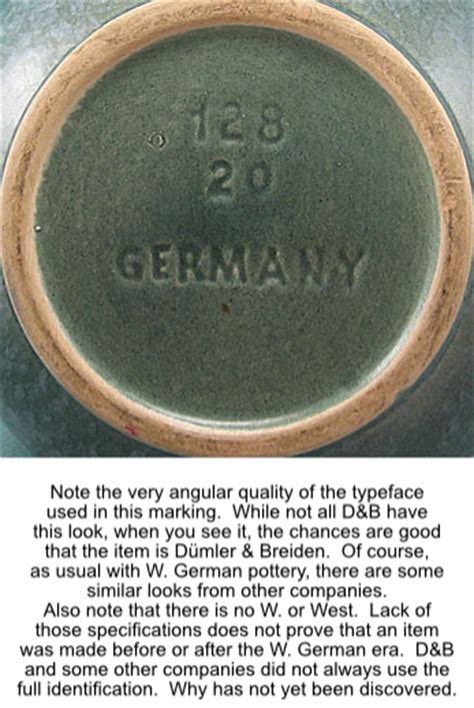 128
20
GERMANY
Note the very angular quality of the typeface
used in this marking.  While not all D&B have
this look, when you see it, the chances are good
that the item is Dümler & Breiden.  Of course,
as usual with W. German pottery, there are some
similar looks from other companies.
Also note that there is no W. or West.  Lack of
those specifications does not prove that an item
was made before or after the W. German era.  D&B
and some other companies did not always use the
full identification.  Why has not yet been discovered.